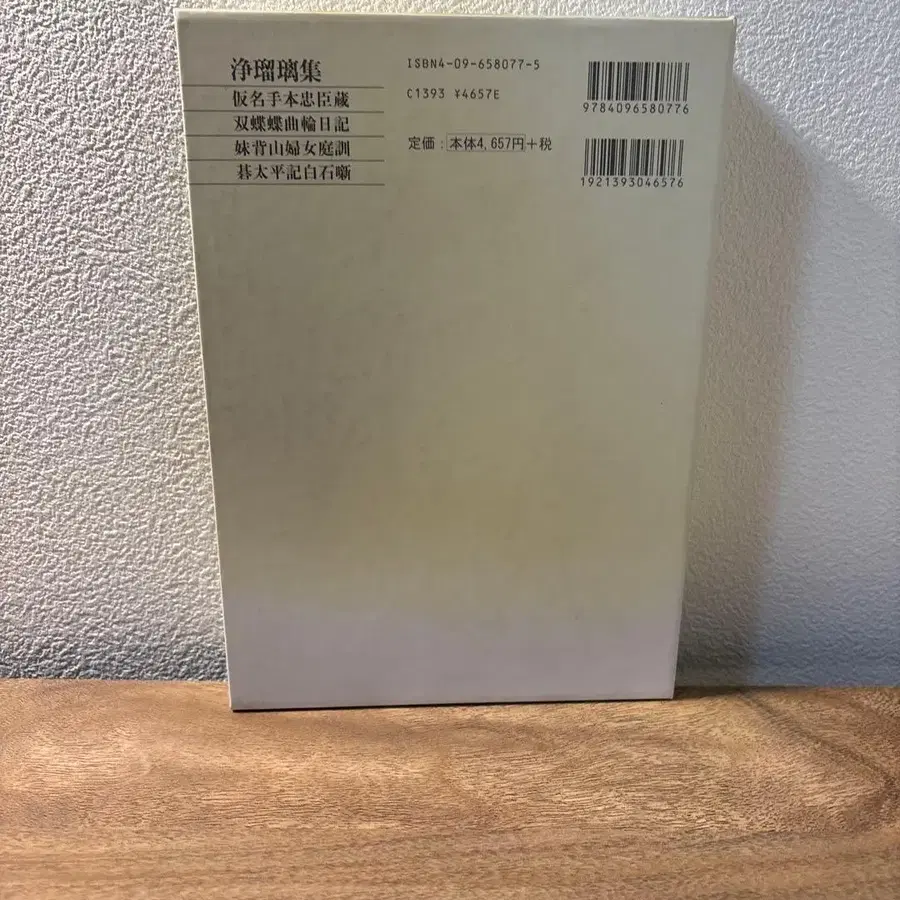 浄瑠璃集
仮名手本忠臣蔵
双蝶蝶曲輪日記
妹背山婦女庭訓
碁太平記白石噺
ISBN4-09-658077-5
C1393 ¥4657E
定価：本体4,657円+税
9784096580776
1921393046576